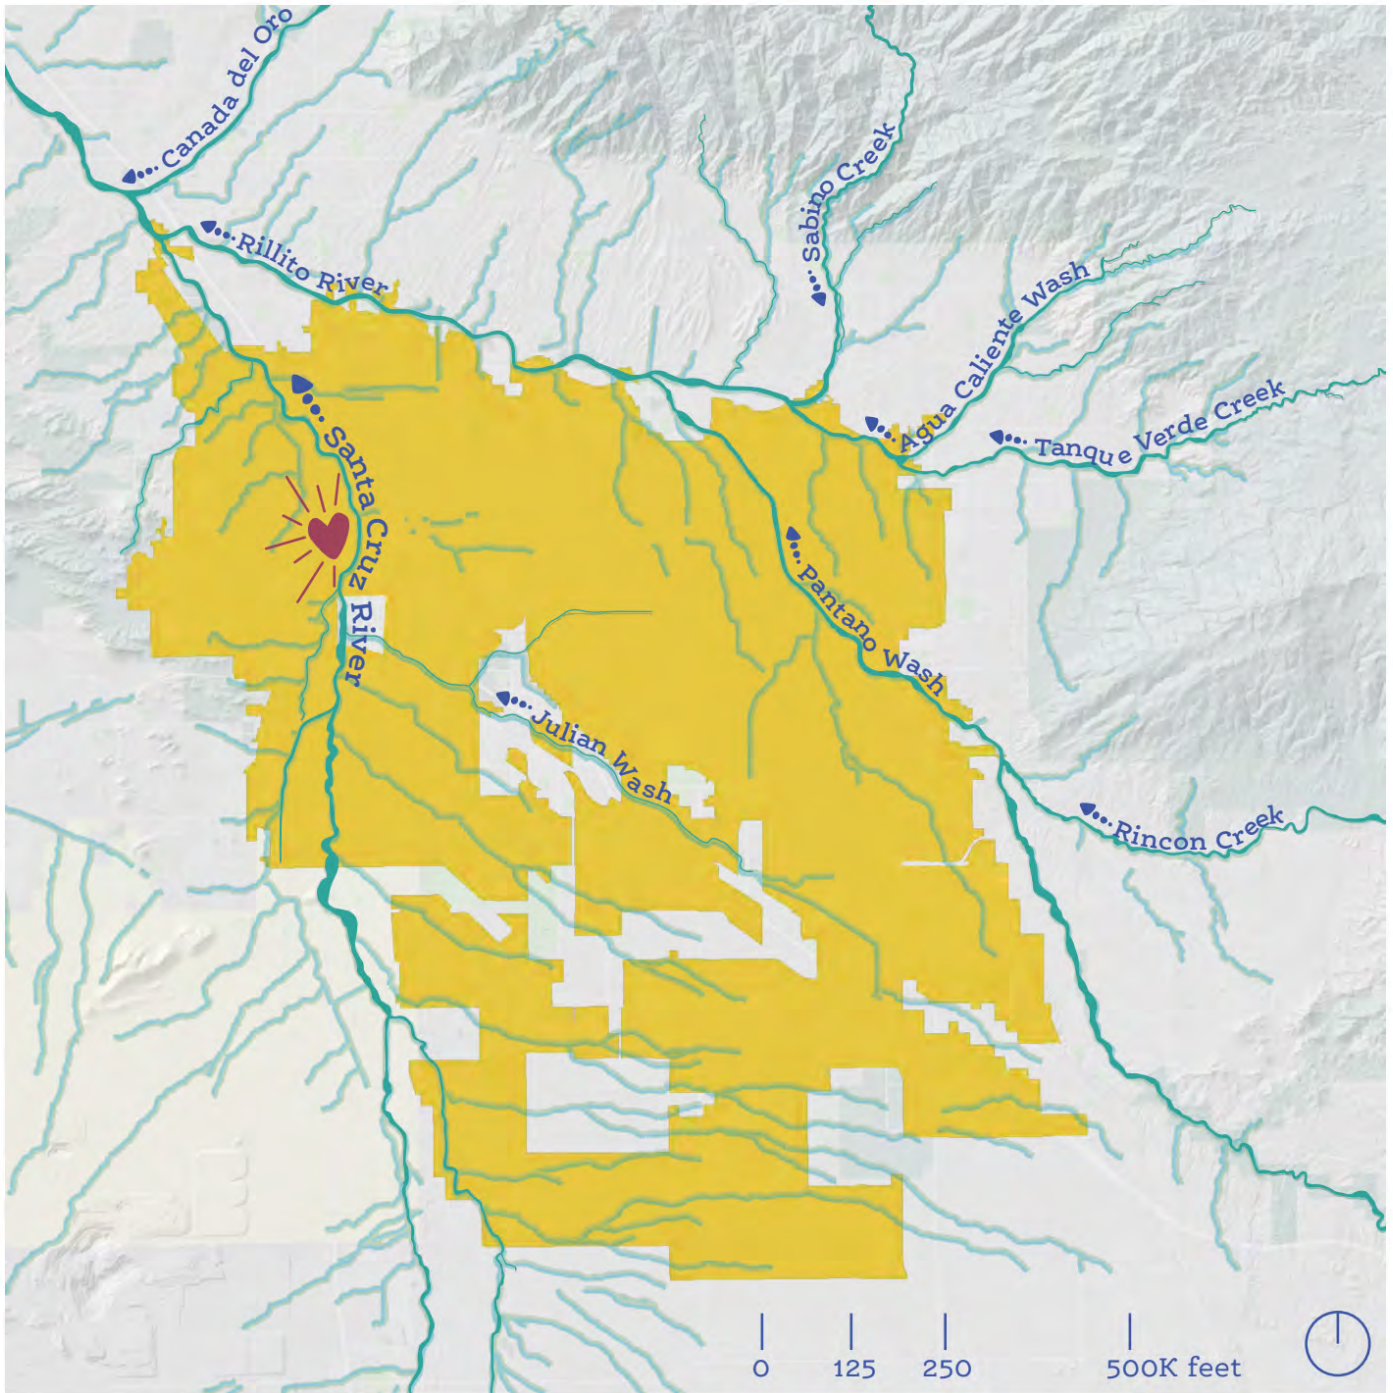 Canada del Oro
Rillito River
Sabino Creek
Agua Caliente Wash
Tanque Verde Creek
Santa Cruz River
Pantano Wash
Julian Wash
Rincon Creek
0 125 250 500K feet